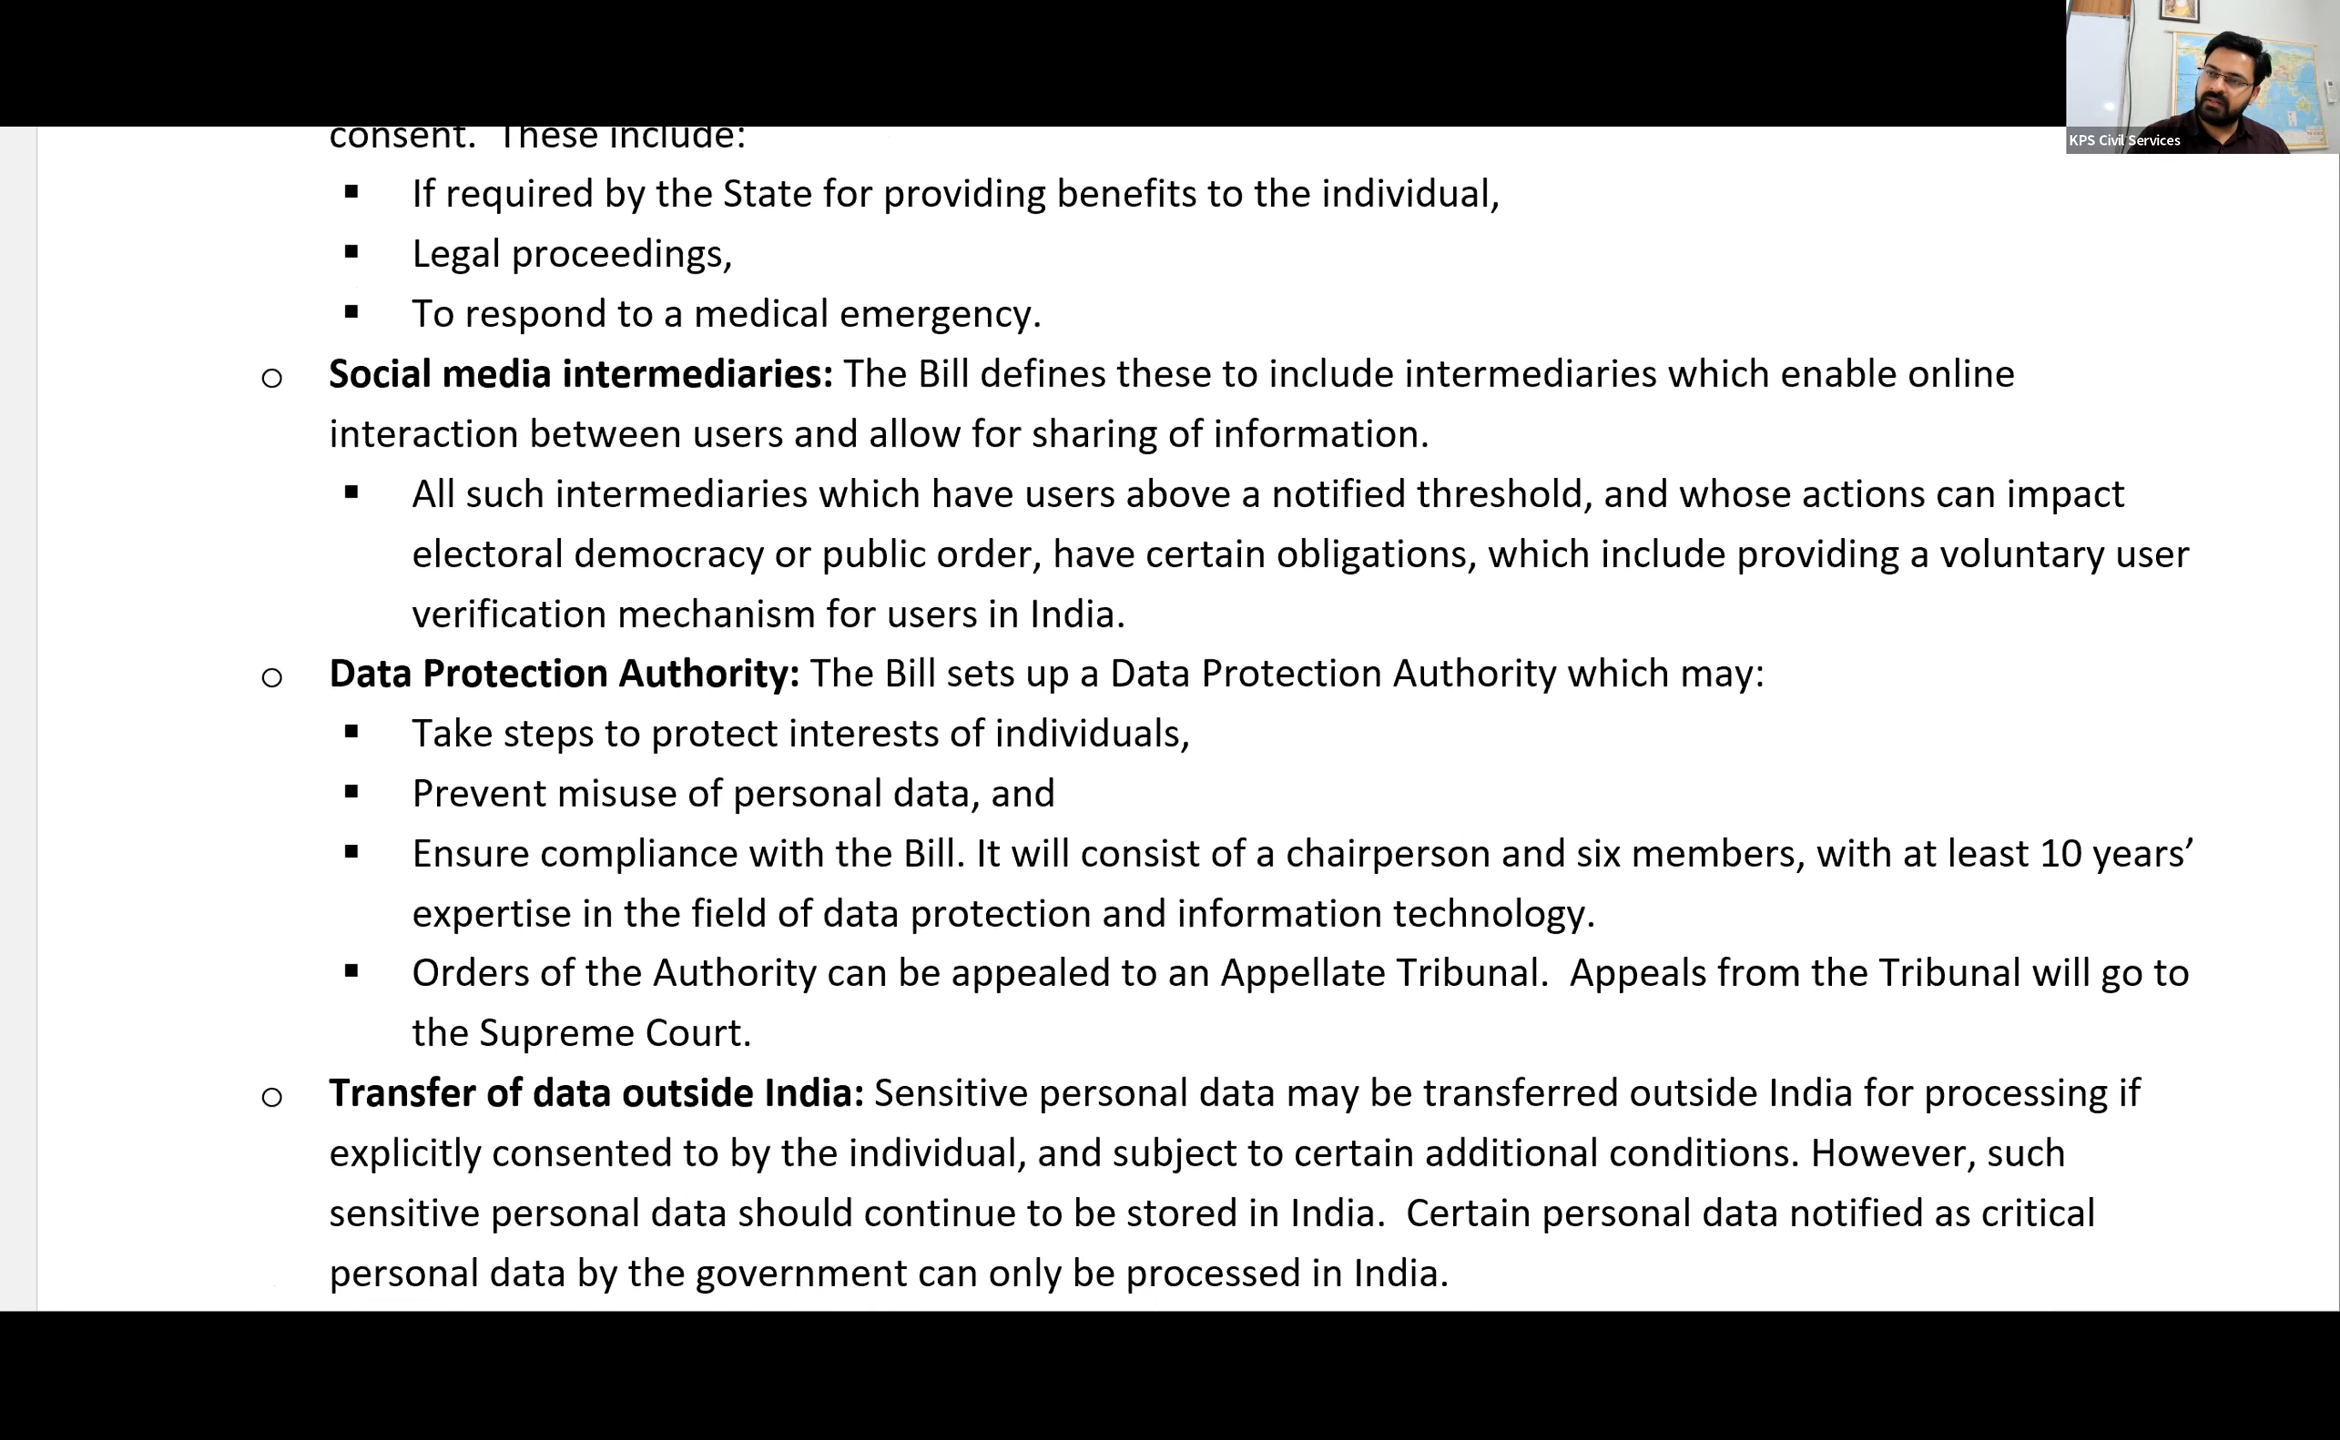 KPS Civil Services
consent.  These include:
▪ If required by the State for providing benefits to the individual,
▪ Legal proceedings,
▪ To respond to a medical emergency.
o Social media intermediaries: The Bill defines these to include intermediaries which enable online
interaction between users and allow for sharing of information.
▪ All such intermediaries which have users above a notified threshold, and whose actions can impact
electoral democracy or public order, have certain obligations, which include providing a voluntary user
verification mechanism for users in India.
o Data Protection Authority: The Bill sets up a Data Protection Authority which may:
▪ Take steps to protect interests of individuals,
▪ Prevent misuse of personal data, and
▪ Ensure compliance with the Bill. It will consist of a chairperson and six members, with at least 10 years’
expertise in the field of data protection and information technology.
▪ Orders of the Authority can be appealed to an Appellate Tribunal.  Appeals from the Tribunal will go to
the Supreme Court.
o Transfer of data outside India: Sensitive personal data may be transferred outside India for processing if
explicitly consented to by the individual, and subject to certain additional conditions. However, such
sensitive personal data should continue to be stored in India.  Certain personal data notified as critical
personal data by the government can only be processed in India.